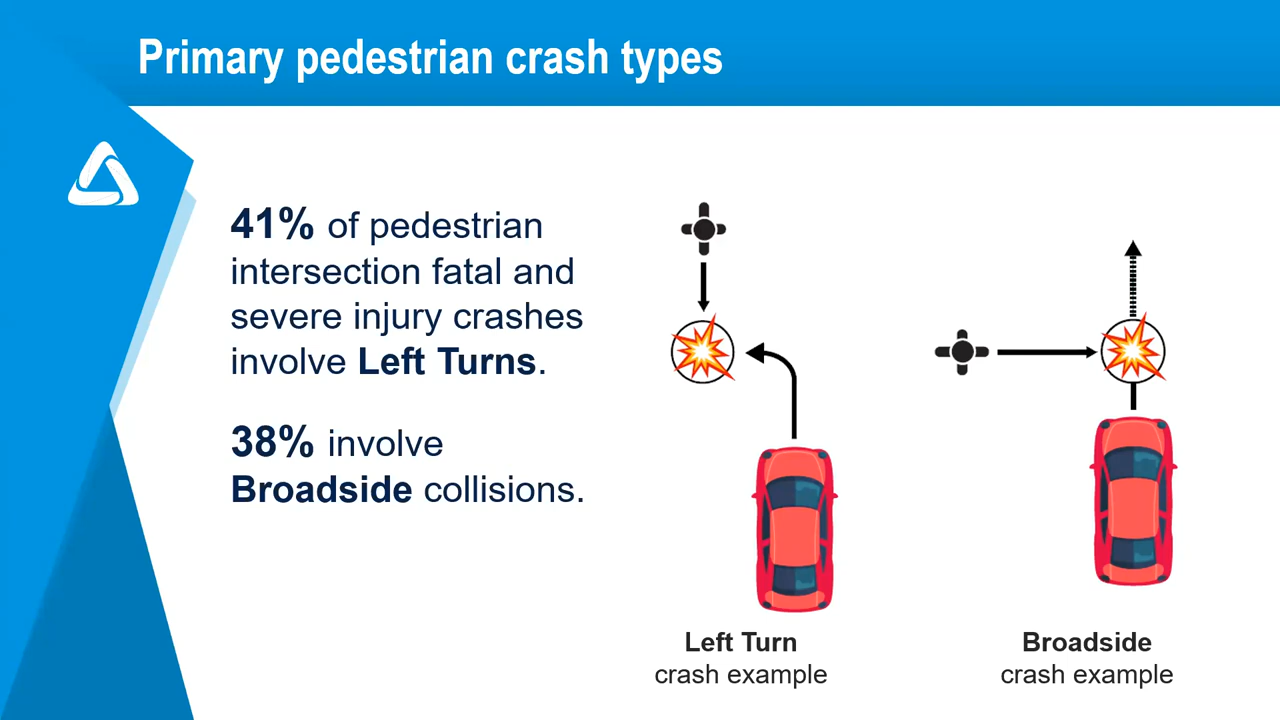 Primary pedestrian crash types
41% of pedestrian
intersection fatal and
severe injury crashes
involve Left Turns.
38% involve
Broadside collisions.
Left Turn
crash example
Broadside
crash example